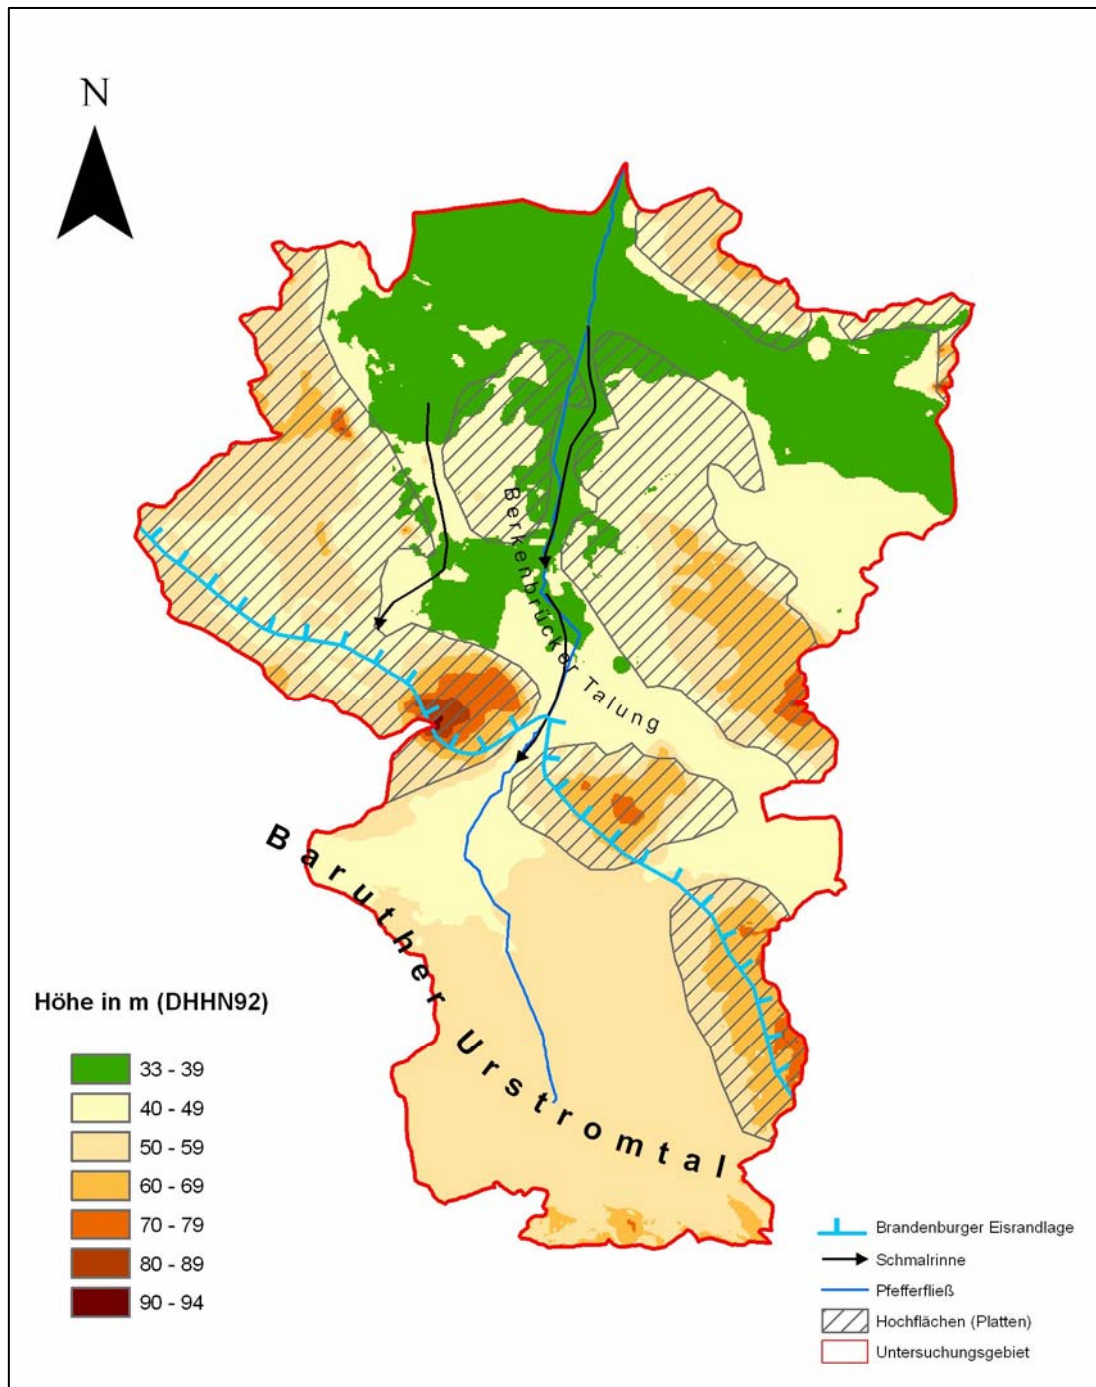 N
Berkenbrücker Talung
Baruther Urstromtal
Höhe in m (DHHN92)
33 - 39
40 - 49
50 - 59
60 - 69
70 - 79
80 - 89
90 - 94
Brandenburger Eisrandlage
Schmalrinne
Pfefferfließ
Hochflächen (Platten)
Untersuchungsgebiet